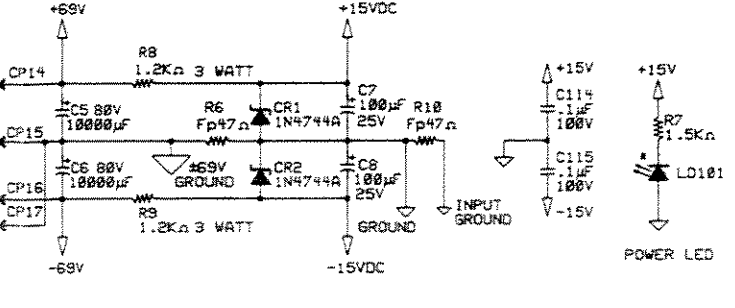 +69V
+15VDC
R8
1.2KΩ 3 WATT
CP14
C5 80V
10000µF
R6
Fp47Ω
CR1
1N4744A
C7
100µF
25V
R10
Fp47Ω
CP15
C6 80V
10000µF
±69V
GROUND
CR2
1N4744A
C8
100µF
25V
CP16
CP17
R9
1.2KΩ 3 WATT
GROUND
INPUT
GROUND
-69V
-15VDC
+15V
C114
.1µF
100V
C115
.1µF
100V
-15V
+15V
R7
1.5KΩ
*
LD101
POWER LED